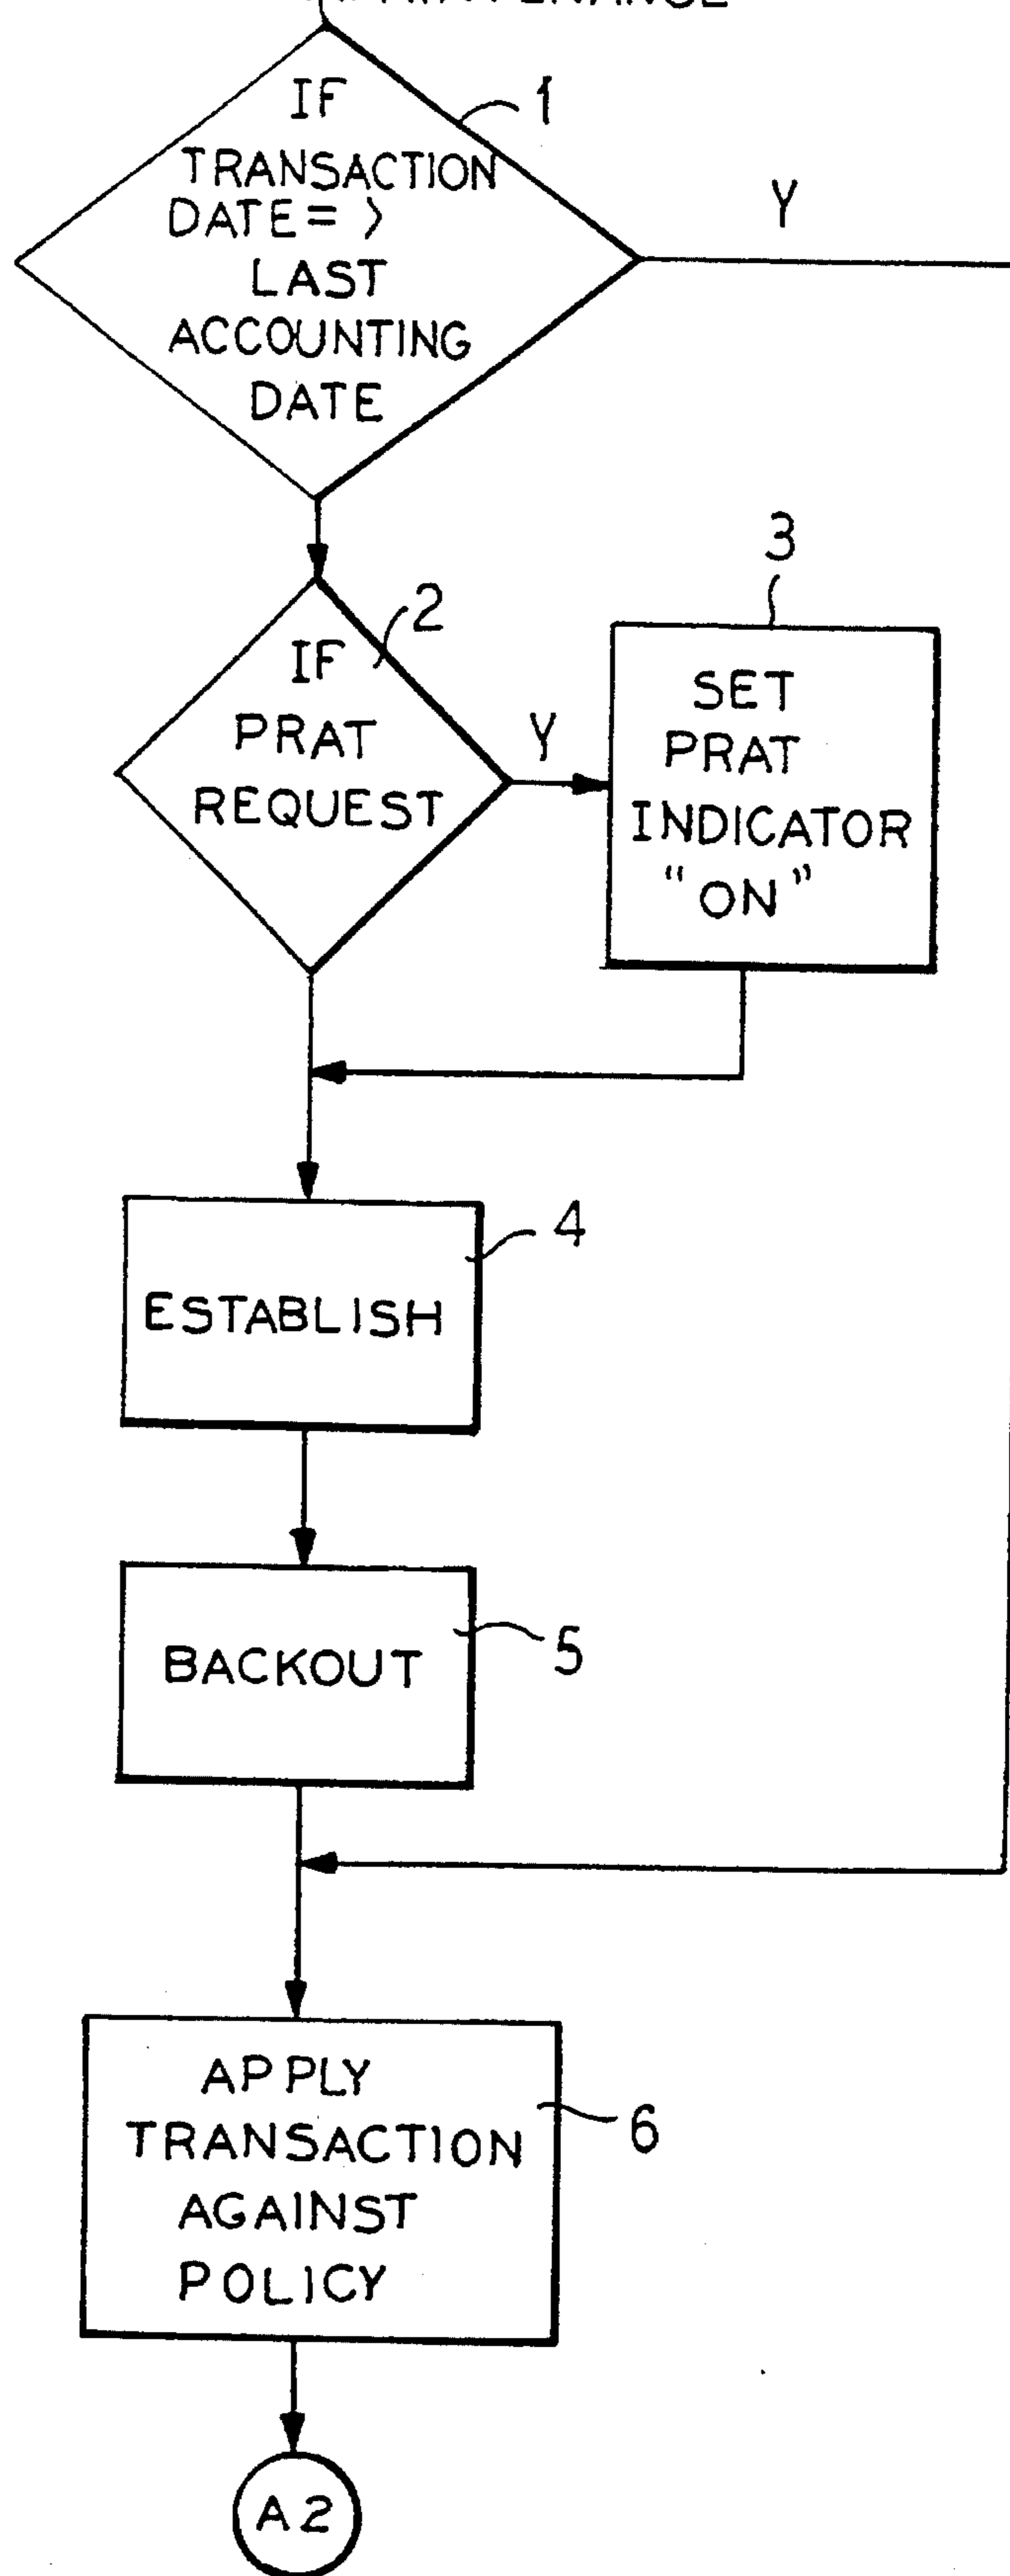 IF
1
TRANSACTION
Y
DATE = >
LAST
ACCOUNTING
DATE
3
2
IF
SET
PRAT
Y
PRAT
REQUEST
INDICATOR
"ON"
4
ESTABLISH
5
BACKOUT
APPLY
TRANSACTION
6
AGAINST
POLICY
A2